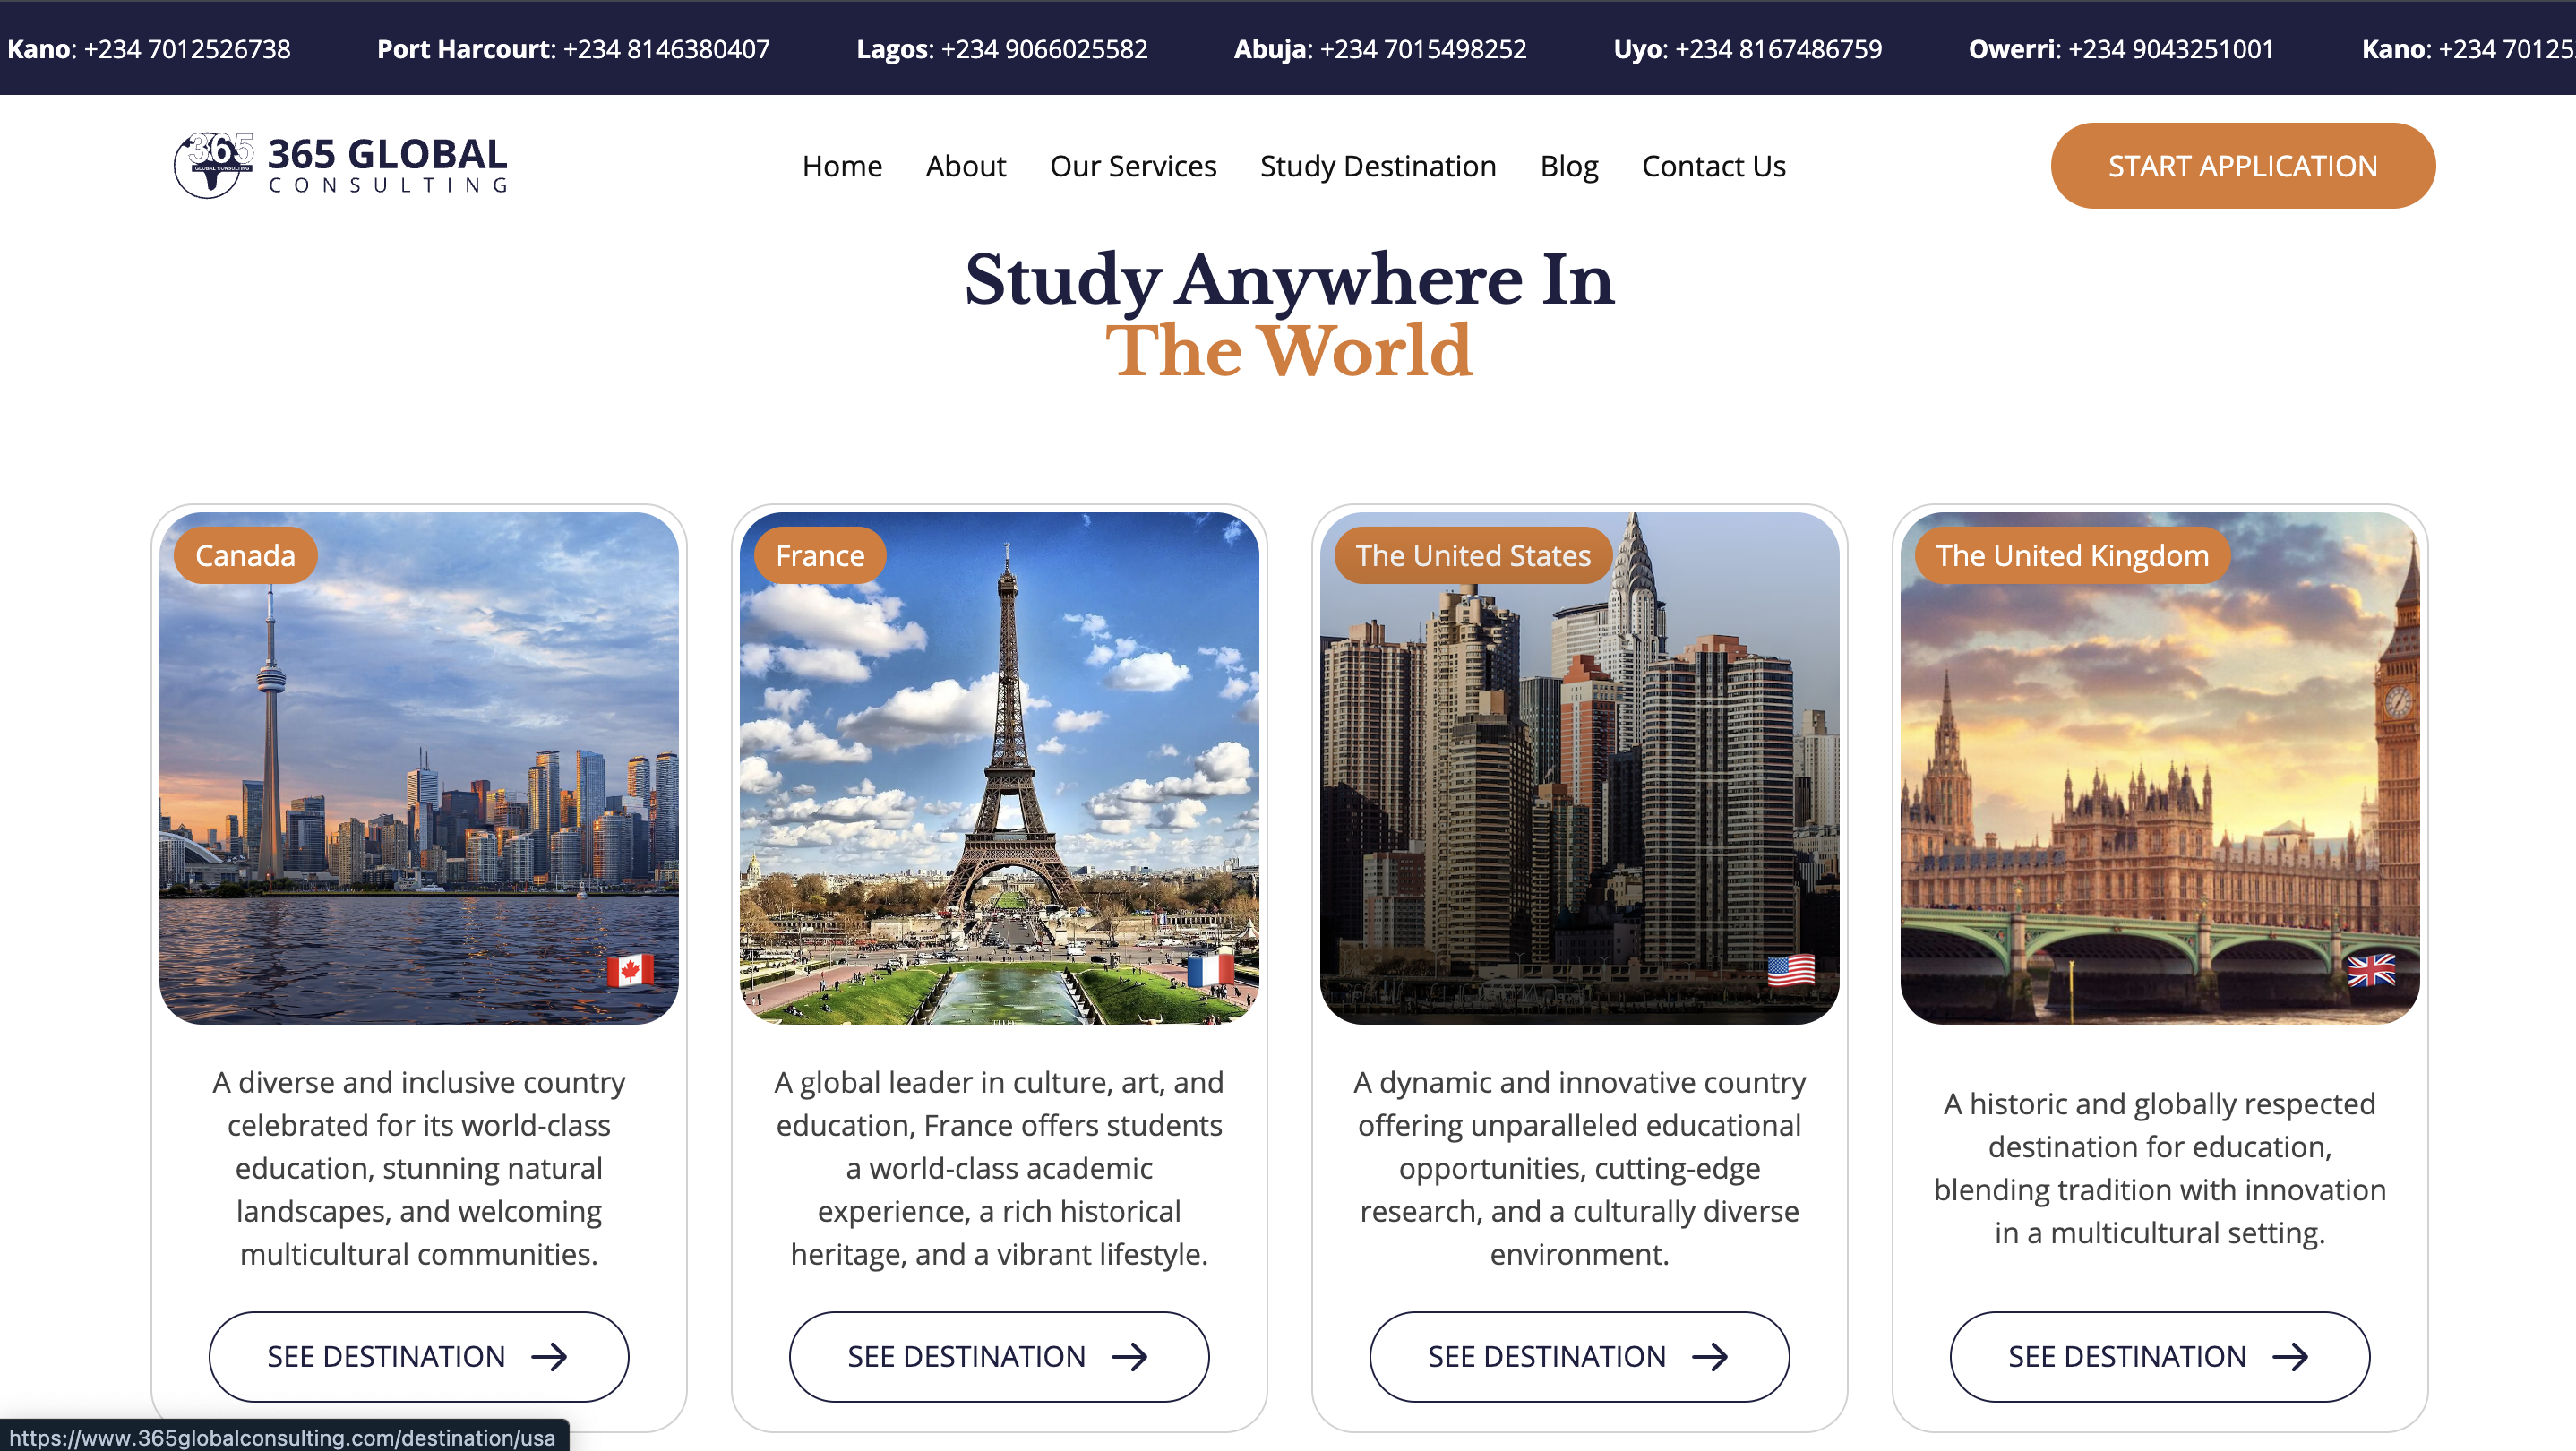 Kano: +234 7012526738 Port Harcourt: +234 8146380407 Lagos: +234 9066025582 Abuja: +234 7015498252 Uyo: +234 8167486759 Owerri: +234 9043251001 Kano: +234 70125
365
GLOBAL CONSULTING
365 GLOBAL
CONSULTING
Home About Our Services Study Destination Blog Contact Us
START APPLICATION
Study Anywhere In
The World
Canada
A diverse and inclusive country
celebrated for its world-class
education, stunning natural
landscapes, and welcoming
multicultural communities.
SEE DESTINATION →
France
A global leader in culture, art, and
education, France offers students
a world-class academic
experience, a rich historical
heritage, and a vibrant lifestyle.
SEE DESTINATION →
The United States
A dynamic and innovative country
offering unparalleled educational
opportunities, cutting-edge
research, and a culturally diverse
environment.
SEE DESTINATION →
The United Kingdom
A historic and globally respected
destination for education,
blending tradition with innovation
in a multicultural setting.
SEE DESTINATION →
https://www.365globalconsulting.com/destination/usa